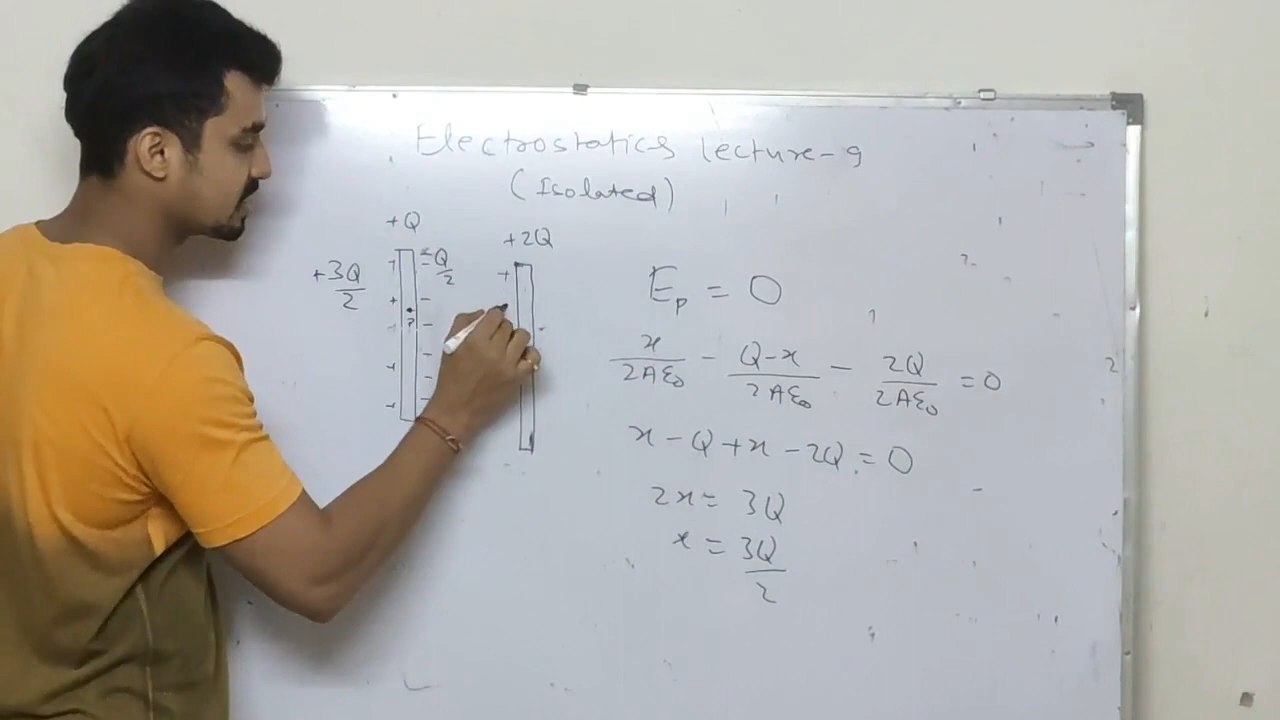 Electrostatics lecture-9
(Isolated)
+Q
+2Q
+3Q/2
-Q/2
+
+
+
+
-
-
-
-
-
P
+
E_p = 0
x/2Aε₀ - Q-x/2Aε₀ - 2Q/2Aε₀ = 0
x - Q + x - 2Q = 0
2x = 3Q
x = 3Q/2